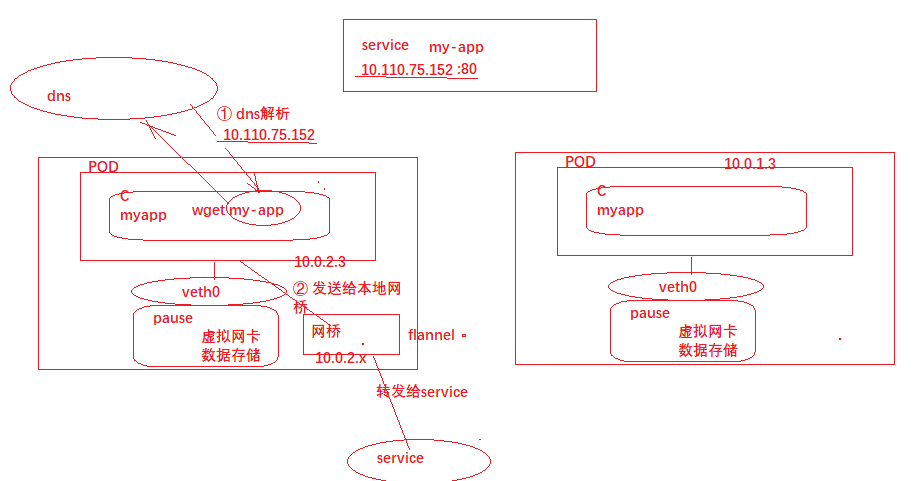 service my-app
10.110.75.152 :80
dns
① dns解析
10.110.75.152
POD
C
myapp
wget my-app
10.0.2.3
veth0
② 发送给本地网
桥
pause
虚拟网卡
数据存储
网桥
flannel
10.0.2.x
转发给service
service
POD
10.0.1.3
C
myapp
veth0
pause
虚拟网卡
数据存储